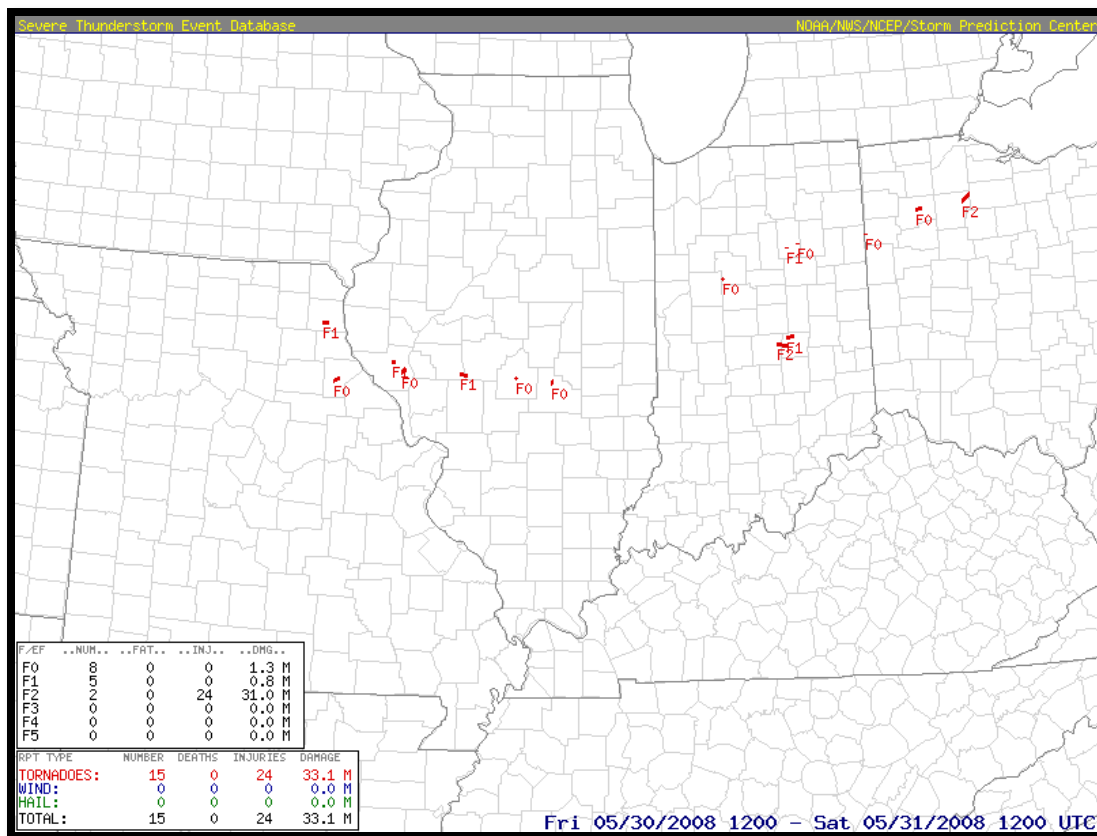 Severe Thunderstorm Event Database NOAA/NWS/NCEP/Storm Prediction Center
F2
F0
F0
F1 F0
F0
F1
F1
F2
F1
F0
F1
F0
F0
F0
F0
F/EF ..NUM.. ..FAT.. ..INJ.. ..DMG..
F0 8 0 0 1.3 M
F1 5 0 0 0.8 M
F2 2 0 24 31.0 M
F3 0 0 0 0.0 M
F4 0 0 0 0.0 M
F5 0 0 0 0.0 M
RPT TYPE NUMBER DEATHS INJURIES DAMAGE
TORNADOES: 15 0 24 33.1 M
WIND: 0 0 0 0.0 M
HAIL: 0 0 0 0.0 M
TOTAL: 15 0 24 33.1 M
Fri 05/30/2008 1200 - Sat 05/31/2008 1200 UTC